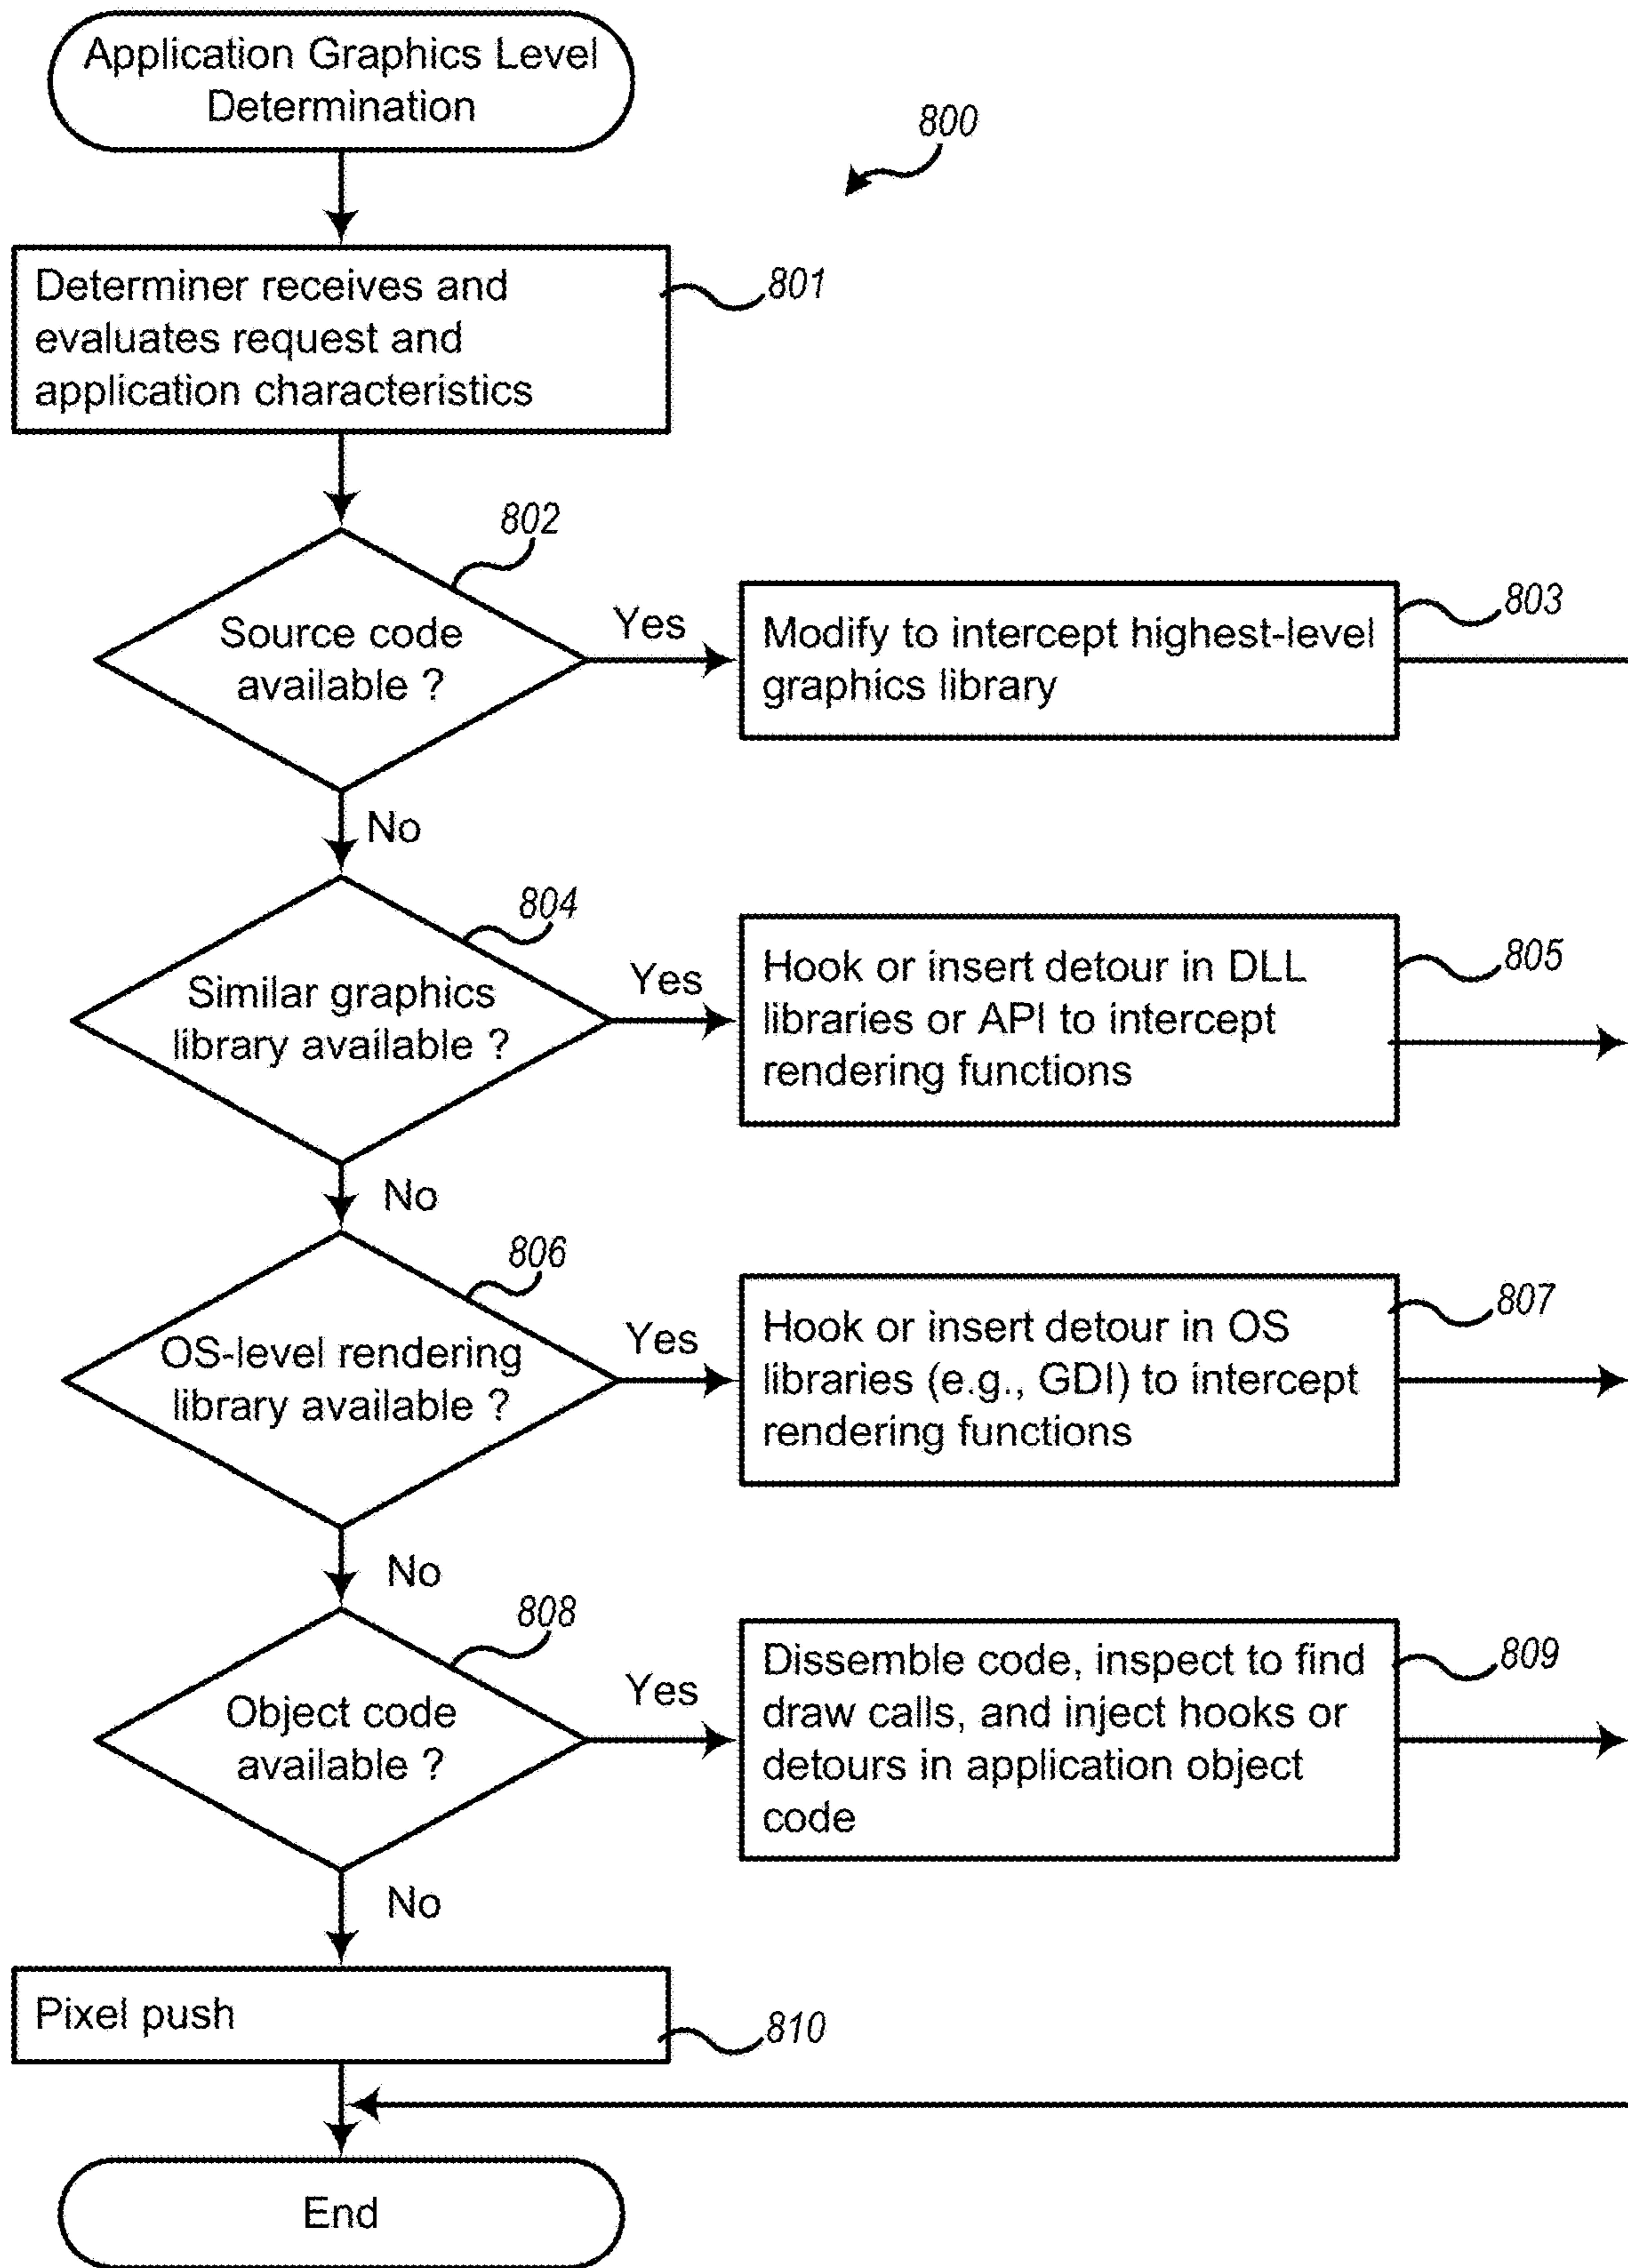 Application Graphics Level
Determination
800
Determiner receives and
evaluates request and
application characteristics
801
802
Source code
available ?
Yes
Modify to intercept highest-level
graphics library
803
No
804
Similar graphics
library available ?
Yes
Hook or insert detour in DLL
libraries or API to intercept
rendering functions
805
No
806
OS-level rendering
library available ?
Yes
Hook or insert detour in OS
libraries (e.g., GDI) to intercept
rendering functions
807
No
808
Object code
available ?
Yes
Dissemble code, inspect to find
draw calls, and inject hooks or
detours in application object
code
809
No
Pixel push
810
End